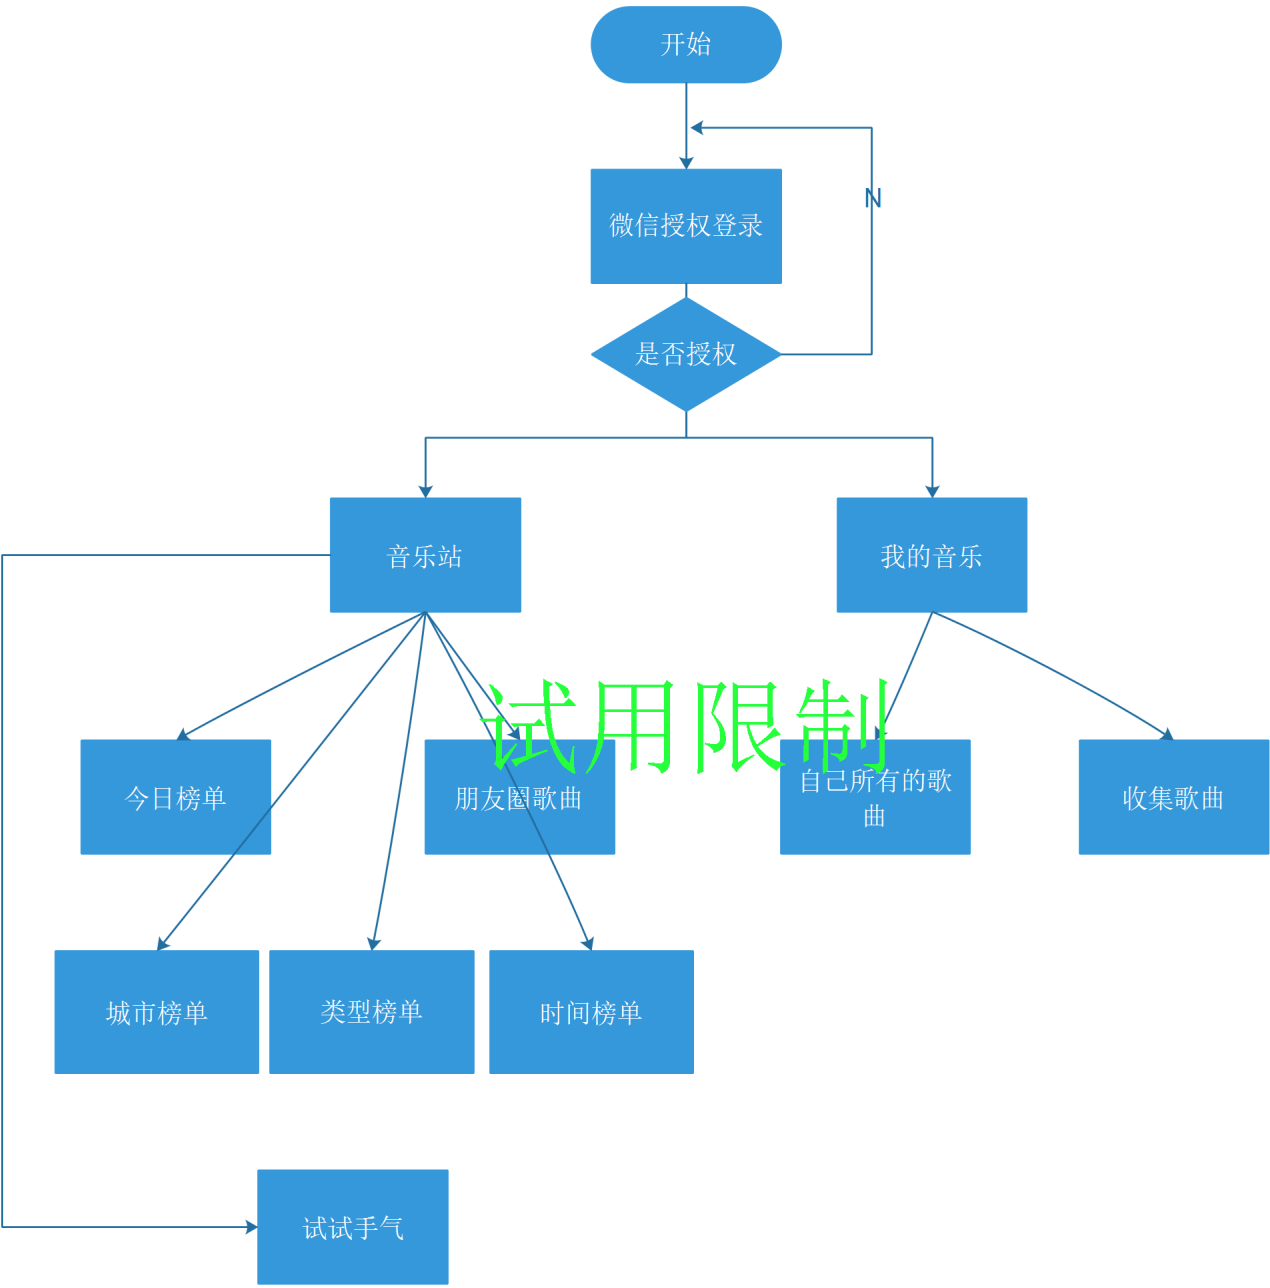 开始
N
微信授权登录
是否授权
音乐站
我的音乐
试用限制
今日榜单
朋友圈歌曲
自己所有的歌
曲
收集歌曲
城市榜单
类型榜单
时间榜单
试试手气